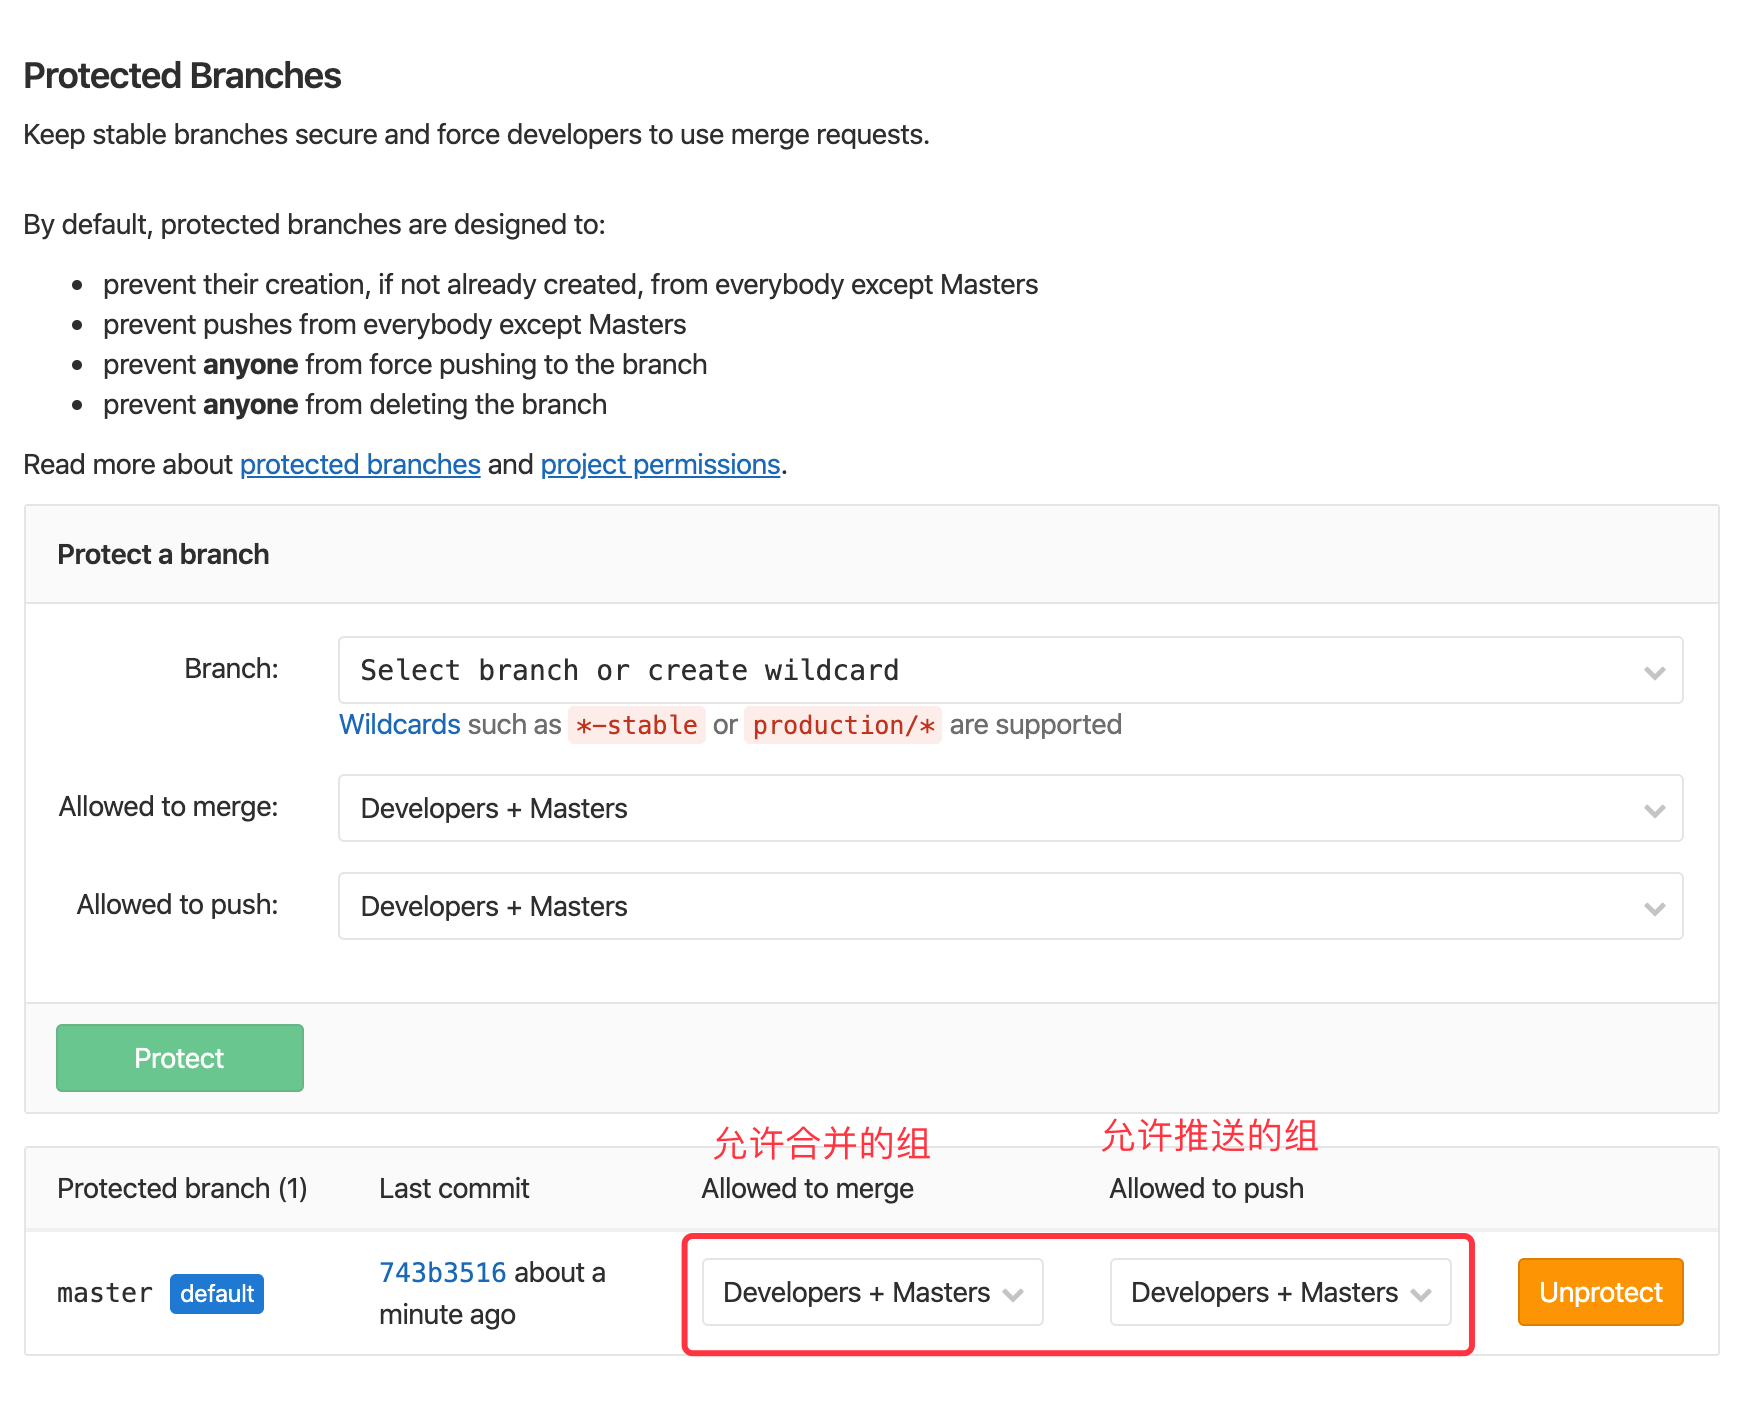 Protected Branches
Keep stable branches secure and force developers to use merge requests.
By default, protected branches are designed to:
prevent their creation, if not already created, from everybody except Masters
prevent pushes from everybody except Masters
prevent anyone from force pushing to the branch
prevent anyone from deleting the branch
Read more about protected branches and project permissions.
Protect a branch
Branch: Select branch or create wildcard
Wildcards such as *-stable or production/* are supported
Allowed to merge: Developers + Masters
Allowed to push: Developers + Masters
Protect
允许合并的组 允许推送的组
Protected branch (1) Last commit Allowed to merge Allowed to push
master default 743b3516 about a minute ago Developers + Masters Developers + Masters Unprotect